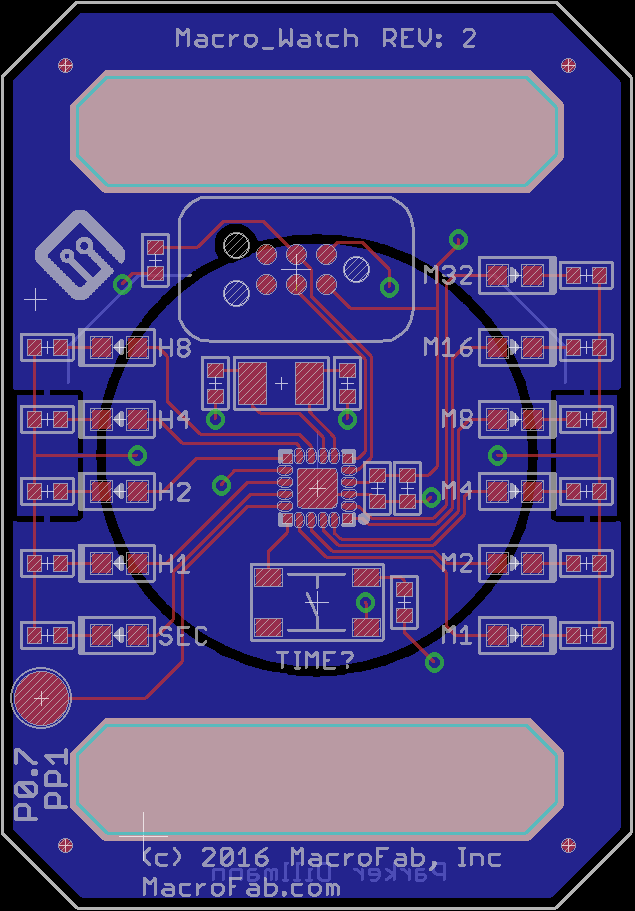 Macro_Watch REV: 2
M32
H8
M16
H4
M8
H2
M4
H1
M2
SEC
M1
TIME?
P0.7
PP1
(c) 2016 MacroFab, Inc
Parker Dillmann
MacroFab.com